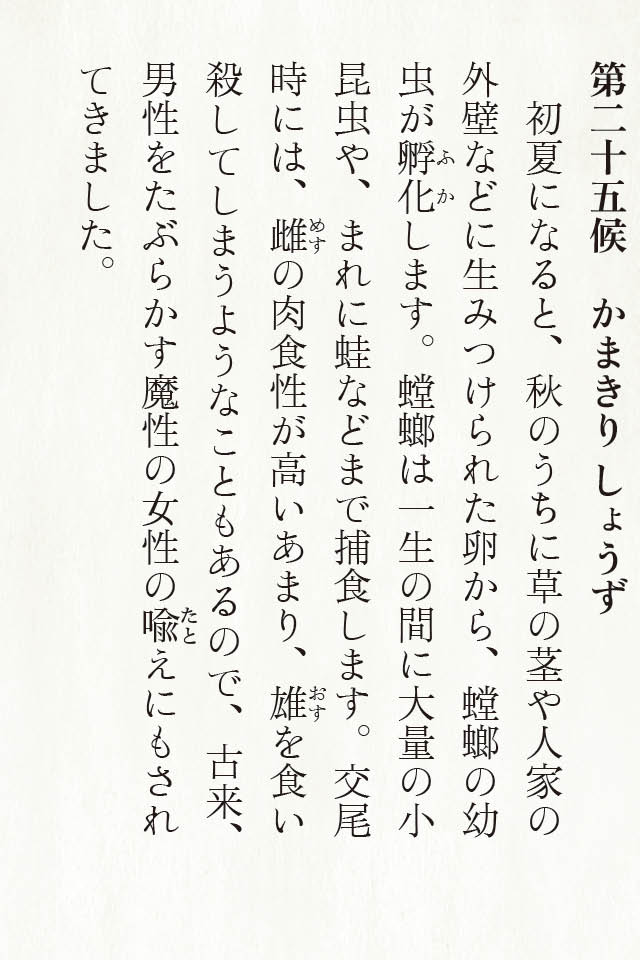 第二十五候　かまきり しょうず
　初夏になると、秋のうちに草の茎や人家の
外壁などに生みつけられた卵から、螳螂の幼
虫が孵化します。螳螂は一生の間に大量の小
ふか
昆虫や、まれに蛙などまで捕食します。交尾
時には、雌の肉食性が高いあまり、雄を食い
めす
おす
殺してしまうようなこともあるので、古来、
男性をたぶらかす魔性の女性の喩えにもされ
たと
てきました。